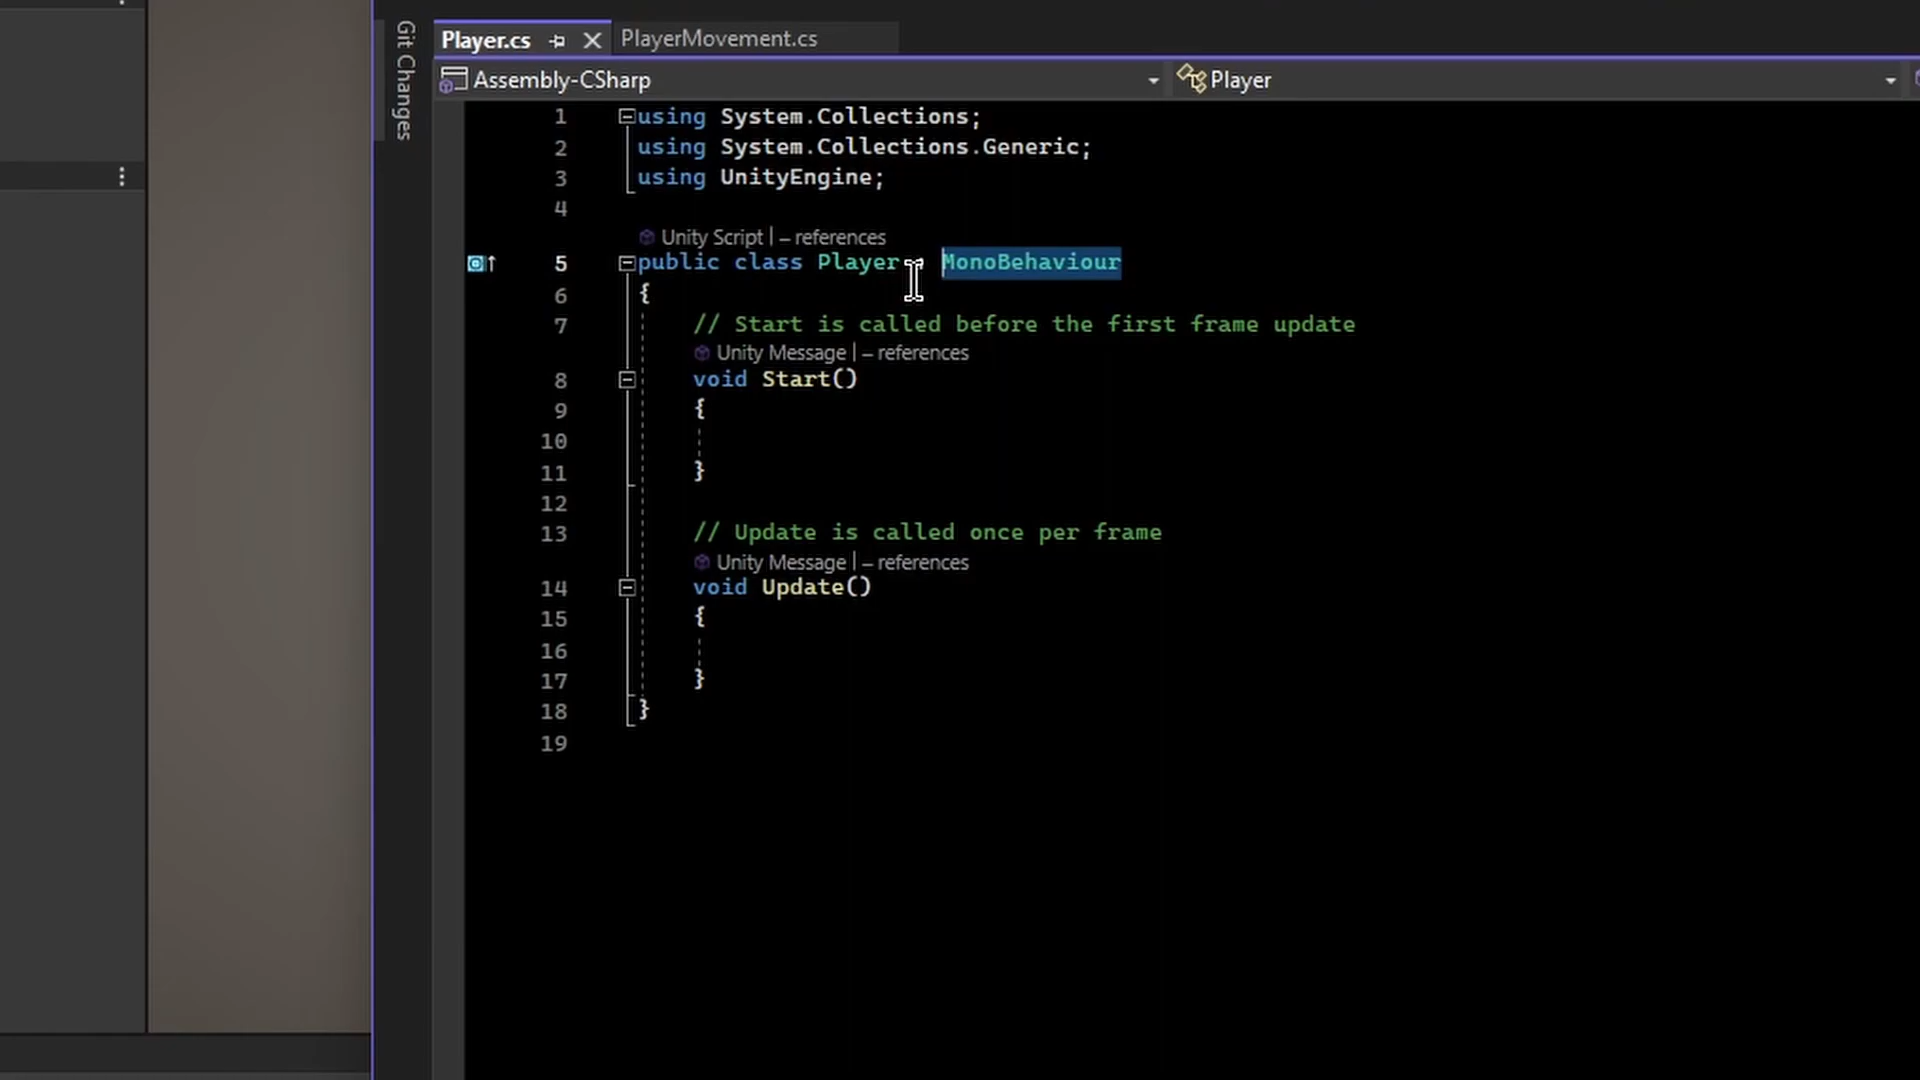 Git Changes
Player.cs
PlayerMovement.cs
Assembly-CSharp
Player
1 using System.Collections;
2 using System.Collections.Generic;
3 using UnityEngine;
4
Unity Script | – references
5 public class Player : MonoBehaviour
6 {
7 // Start is called before the first frame update
Unity Message | – references
8 void Start()
9 {
10
11 }
12
13 // Update is called once per frame
Unity Message | – references
14 void Update()
15 {
16
17 }
18 }
19